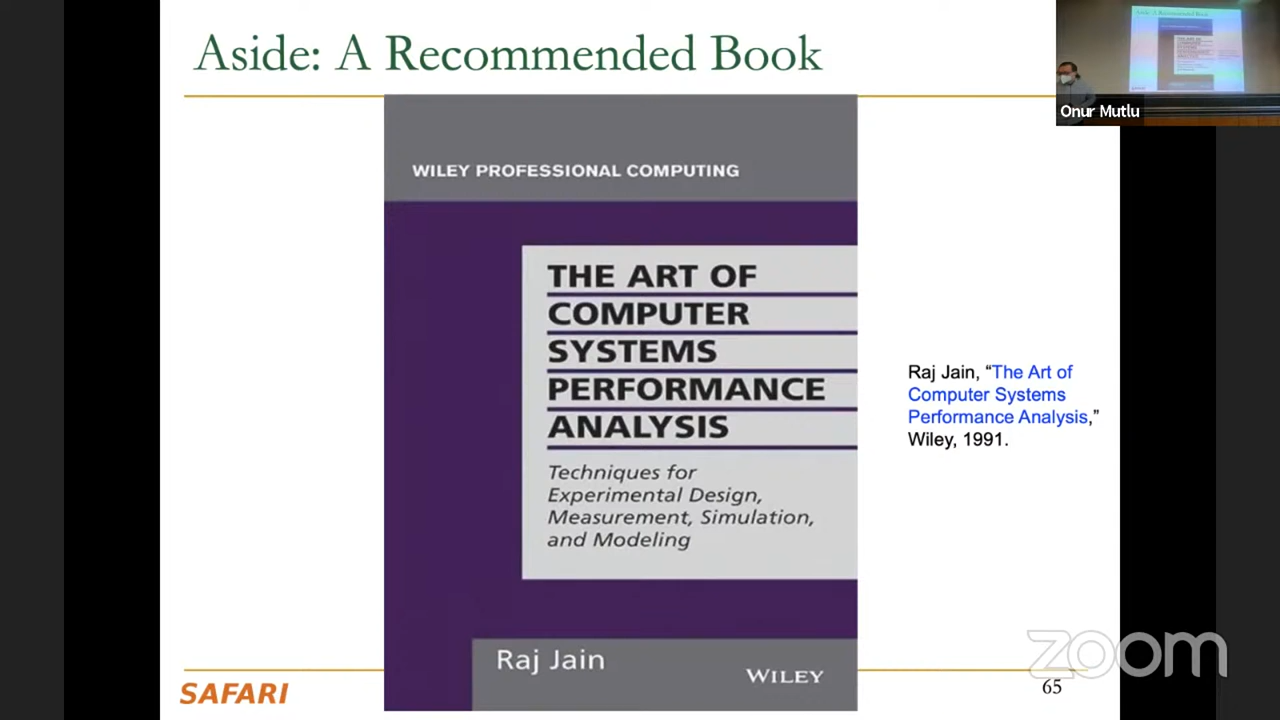 Aside: A Recommended Book
Onur Mutlu
WILEY PROFESSIONAL COMPUTING
THE ART OF
COMPUTER
SYSTEMS
PERFORMANCE
ANALYSIS
Techniques for
Experimental Design,
Measurement, Simulation,
and Modeling
Raj Jain
WILEY
Raj Jain, “The Art of
Computer Systems
Performance Analysis,”
Wiley, 1991.
SAFARI
65
zoom